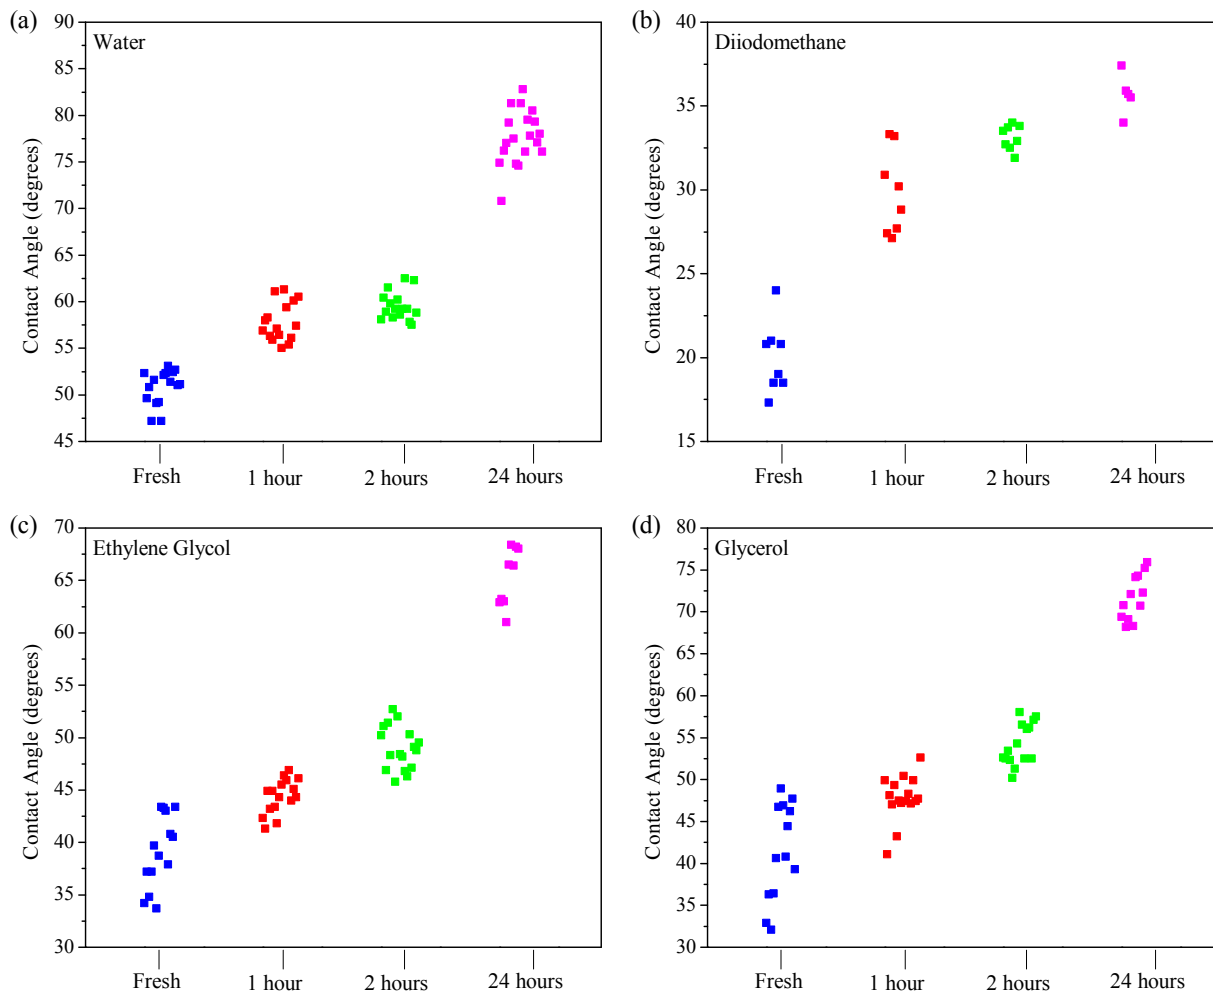 (a)
Water
Contact Angle (degrees)
90
85
80
75
70
65
60
55
50
45
Fresh
1 hour
2 hours
24 hours
(b)
Diiodomethane
Contact Angle (degrees)
40
35
30
25
20
15
Fresh
1 hour
2 hours
24 hours
(c)
Ethylene Glycol
Contact Angle (degrees)
70
65
60
55
50
45
40
35
30
Fresh
1 hour
2 hours
24 hours
(d)
Glycerol
Contact Angle (degrees)
80
75
70
65
60
55
50
45
40
35
30
Fresh
1 hour
2 hours
24 hours